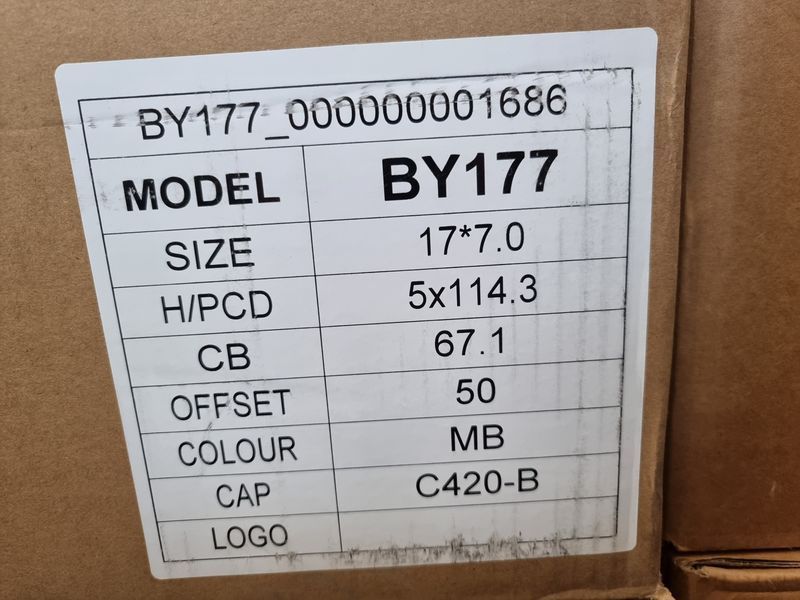 BY177_000000001686
MODEL BY177
SIZE 17*7.0
H/PCD 5x114.3
CB 67.1
OFFSET 50
COLOUR MB
CAP C420-B
LOGO